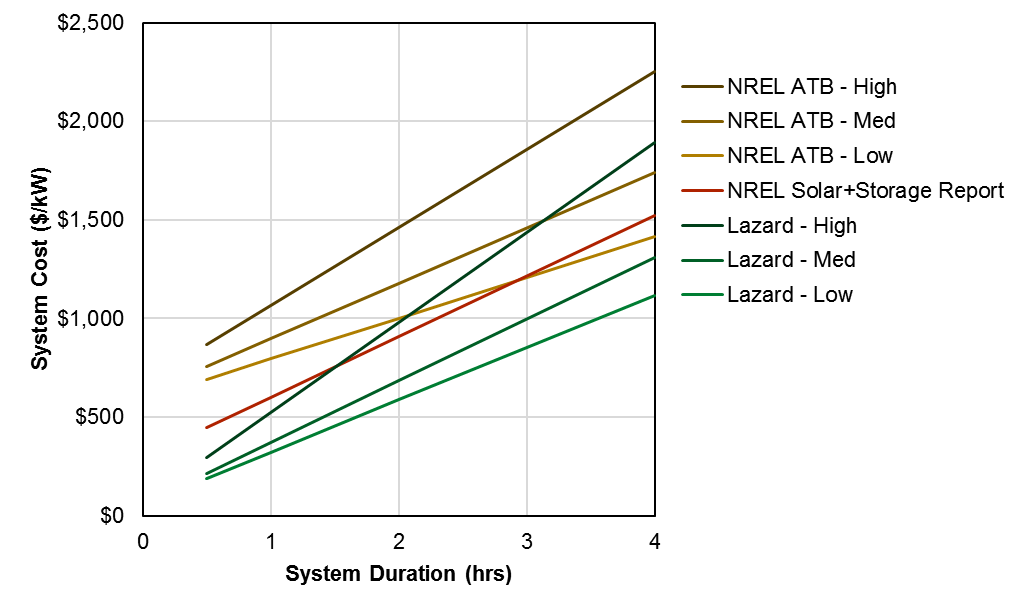 $2,500
$2,000
$1,500
$1,000
$500
$0
System Cost ($/kW)
0 1 2 3 4
System Duration (hrs)
NREL ATB - High
NREL ATB - Med
NREL ATB - Low
NREL Solar+Storage Report
Lazard - High
Lazard - Med
Lazard - Low